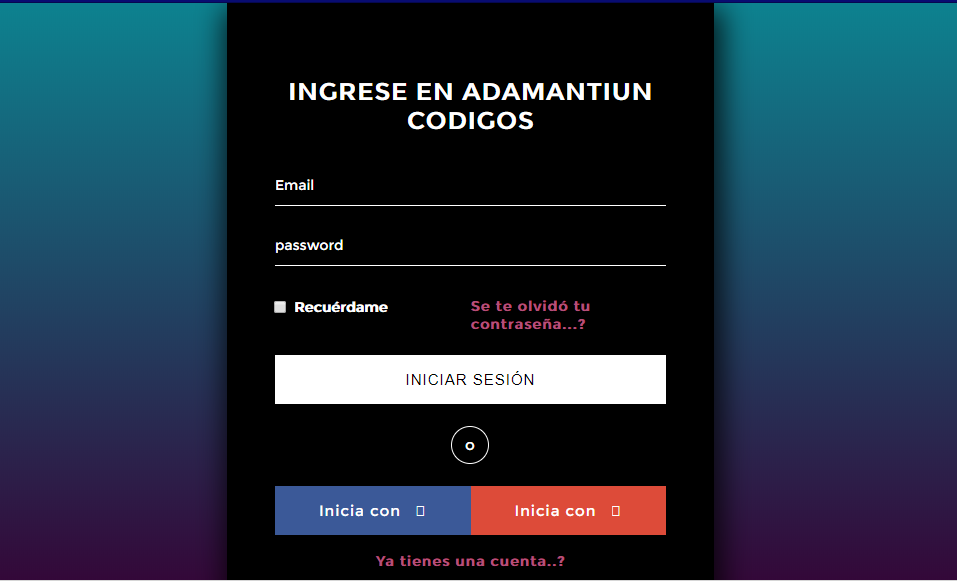 INGRESE EN ADAMANTIUN
CODIGOS
Email
password
Recuérdame
Se te olvidó tu
contraseña...?
INICIAR SESIÓN
O
Inicia con
Inicia con
Ya tienes una cuenta..?